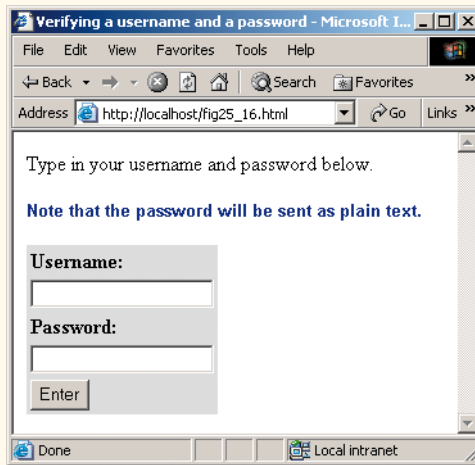 Verifying a username and a password - Microsoft I...
File Edit View Favorites Tools Help
Back Search Favorites »
Address http://localhost/fig25_16.html Go Links »
Type in your username and password below.
Note that the password will be sent as plain text.
Username:
Password:
Enter
Done Local intranet